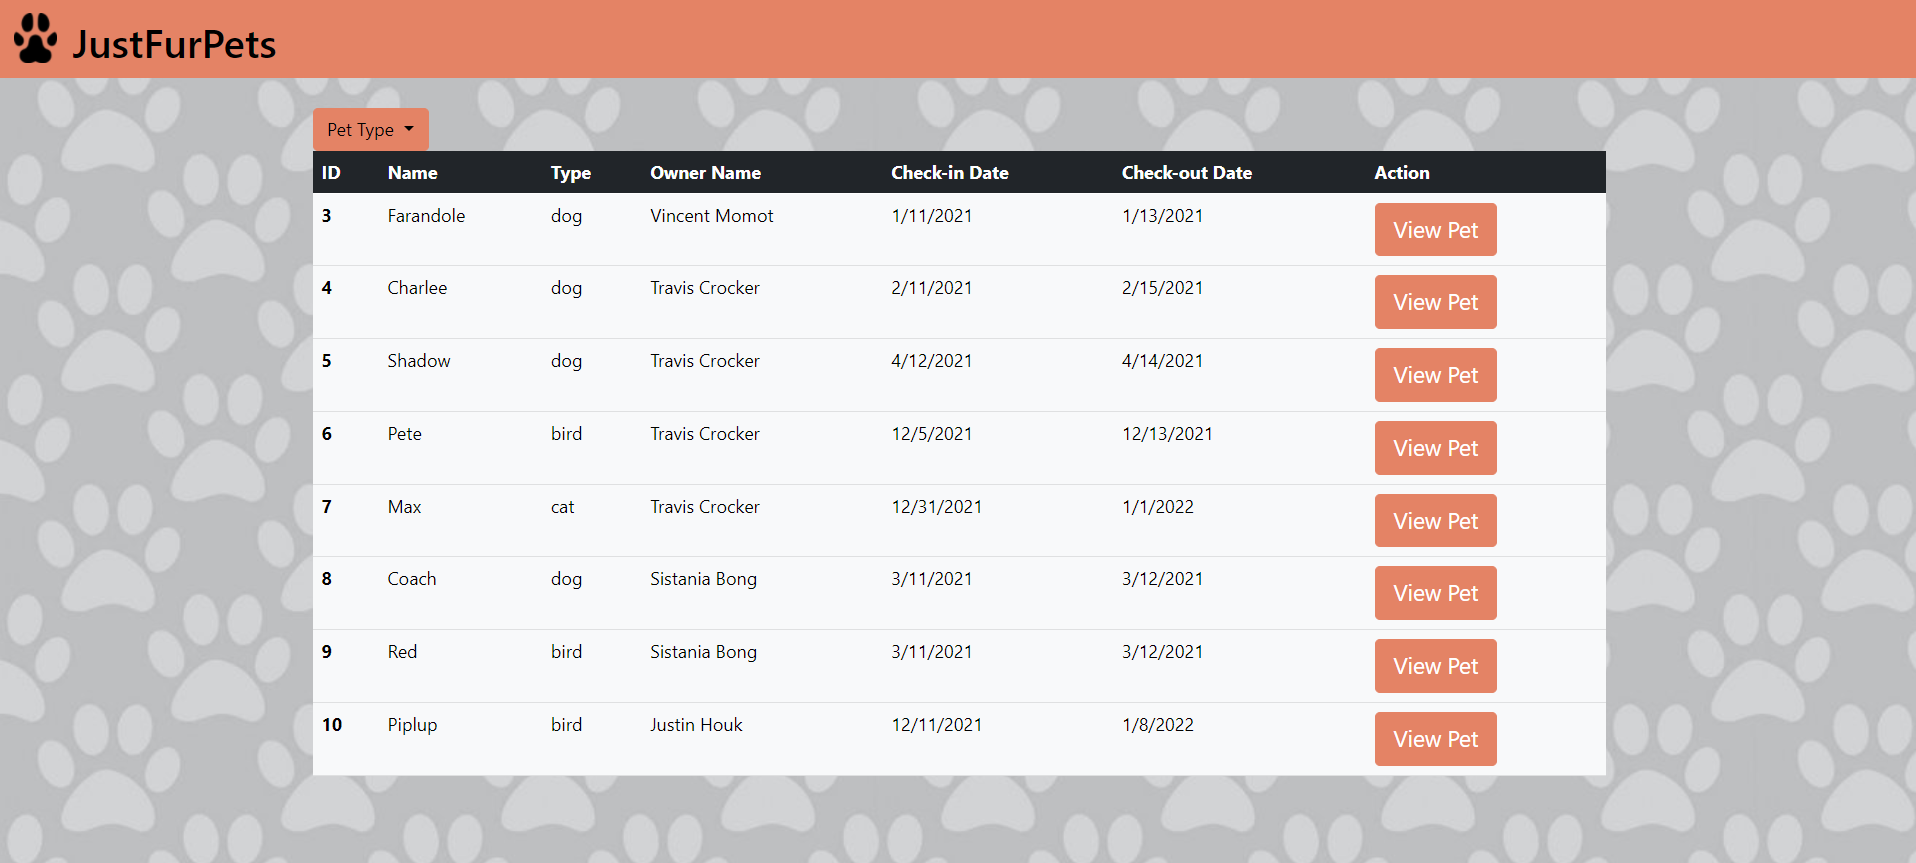 JustFurPets
Pet Type
ID Name Type Owner Name Check-in Date Check-out Date Action
3 Farandole dog Vincent Momot 1/11/2021 1/13/2021 View Pet
4 Charlee dog Travis Crocker 2/11/2021 2/15/2021 View Pet
5 Shadow dog Travis Crocker 4/12/2021 4/14/2021 View Pet
6 Pete bird Travis Crocker 12/5/2021 12/13/2021 View Pet
7 Max cat Travis Crocker 12/31/2021 1/1/2022 View Pet
8 Coach dog Sistania Bong 3/11/2021 3/12/2021 View Pet
9 Red bird Sistania Bong 3/11/2021 3/12/2021 View Pet
10 Piplup bird Justin Houk 12/11/2021 1/8/2022 View Pet